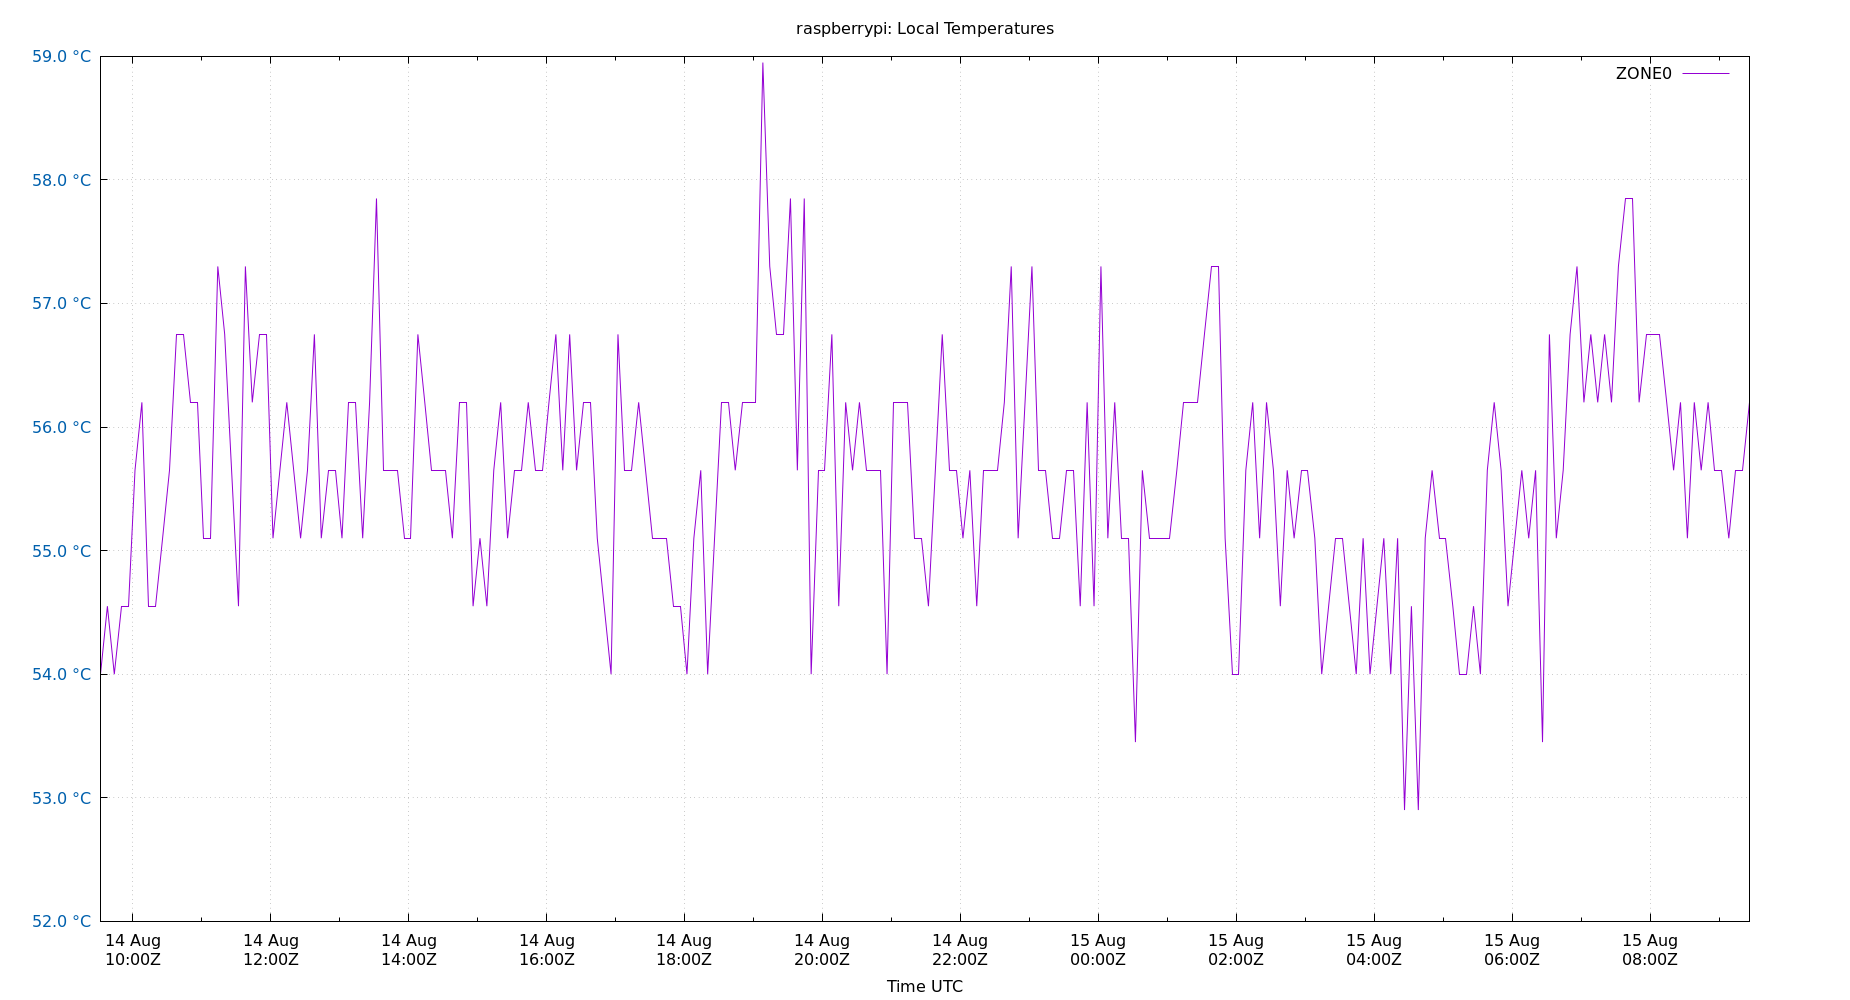 raspberrypi: Local Temperatures
59.0 °C
ZONE0
58.0 °C
57.0 °C
56.0 °C
55.0 °C
54.0 °C
53.0 °C
52.0 °C
14 Aug 14 Aug 14 Aug 14 Aug 14 Aug 14 Aug 14 Aug 15 Aug 15 Aug 15 Aug 15 Aug 15 Aug
10:00Z 12:00Z 14:00Z 16:00Z 18:00Z 20:00Z 22:00Z 00:00Z 02:00Z 04:00Z 06:00Z 08:00Z
Time UTC